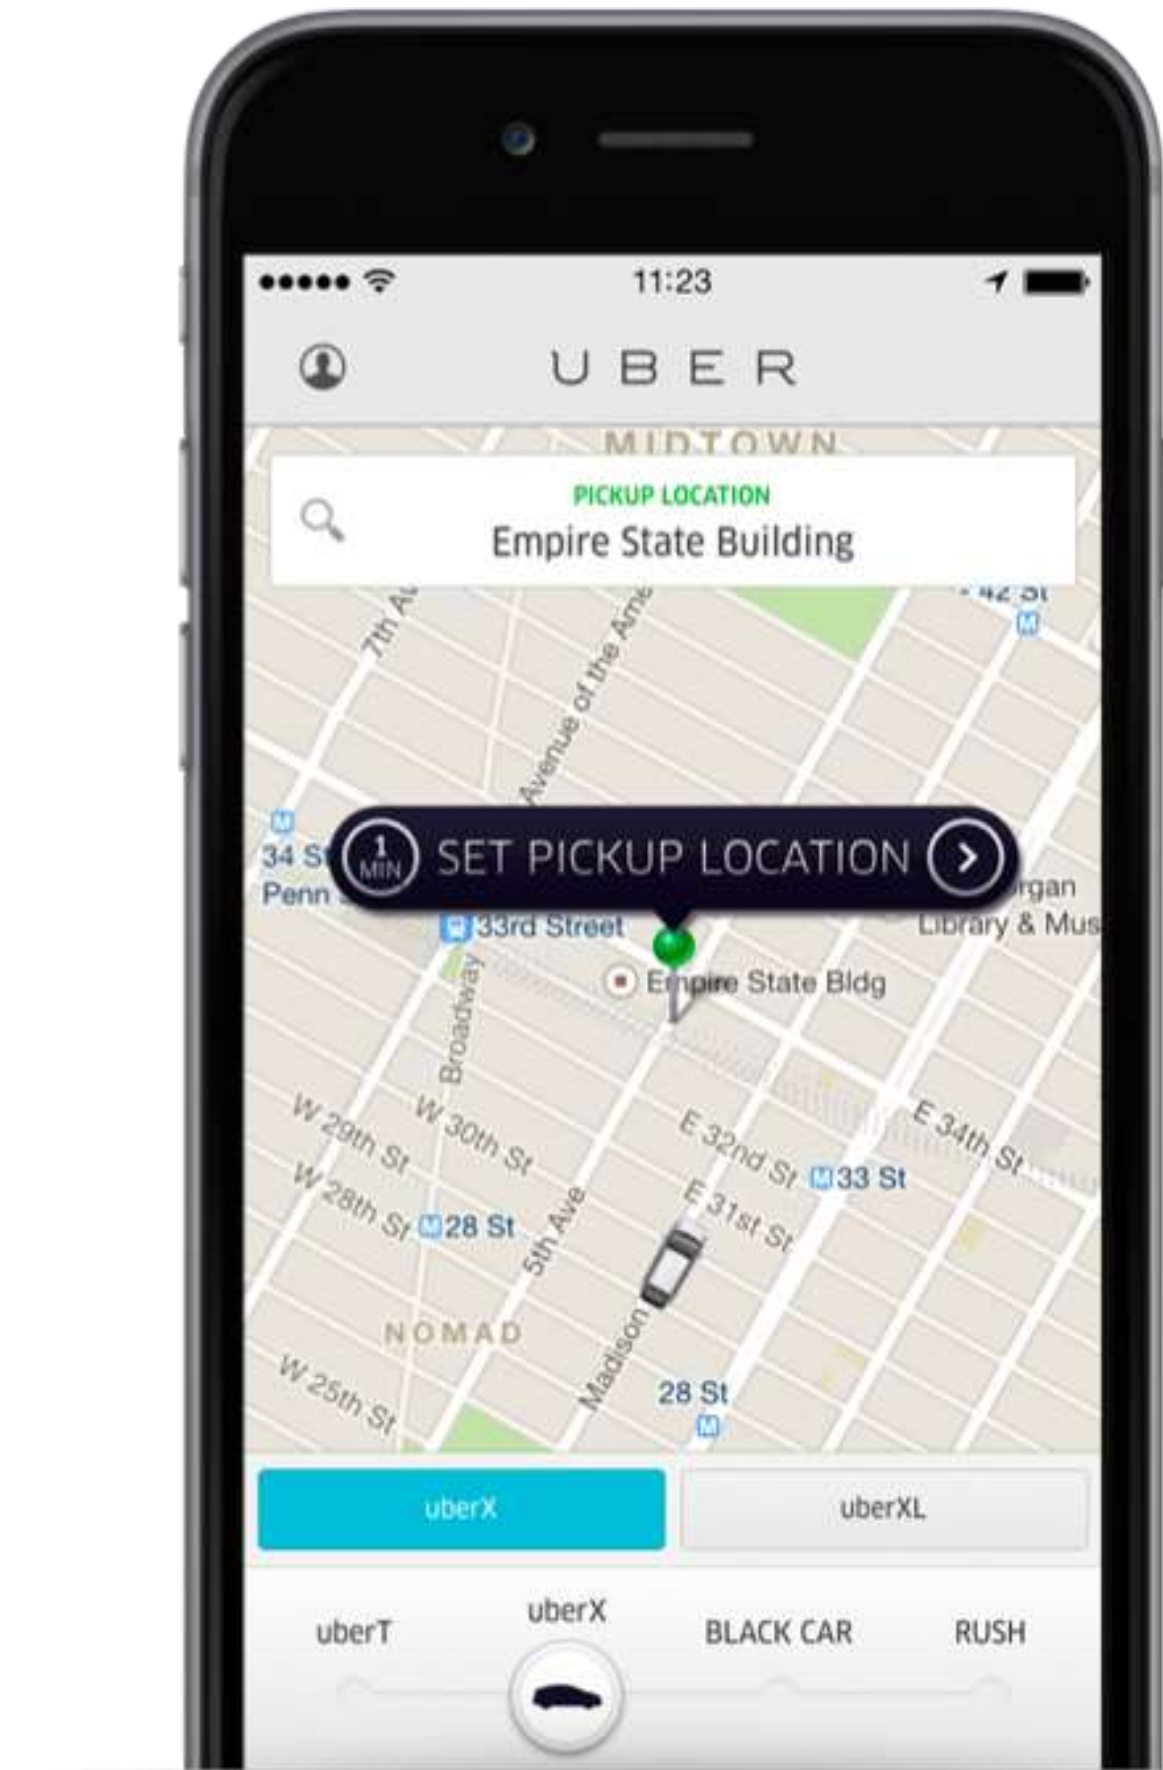 11:23
UBER
MIDTOWN
PICKUP LOCATION
Empire State Building
42 St
M
7th Av
Avenue of the Ame
M
34 St
Penn
1
MIN
SET PICKUP LOCATION
rgan
Library & Mus
33rd Street
Empire State Bldg
Broadway
W 29th St
W 30th St
E 32nd St
E 34th St
M 33 St
W 28th St
M 28 St
5th Ave
E 31st St
NOMAD
Madison
W 25th St
28 St
M
uberX
uberXL
uberT
uberX
BLACK CAR
RUSH